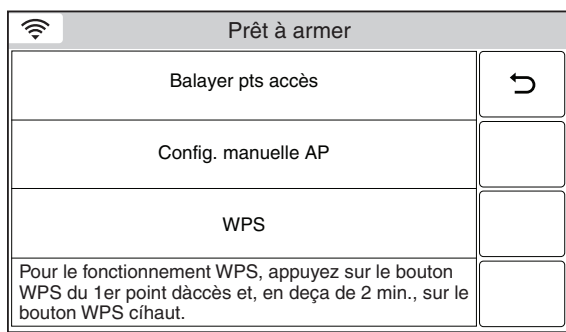 Prêt à armer
Balayer pts accès
Config. manuelle AP
WPS
Pour le fonctionnement WPS, appuyez sur le bouton
WPS du 1er point dàccès et, en deça de 2 min., sur le
bouton WPS cíhaut.